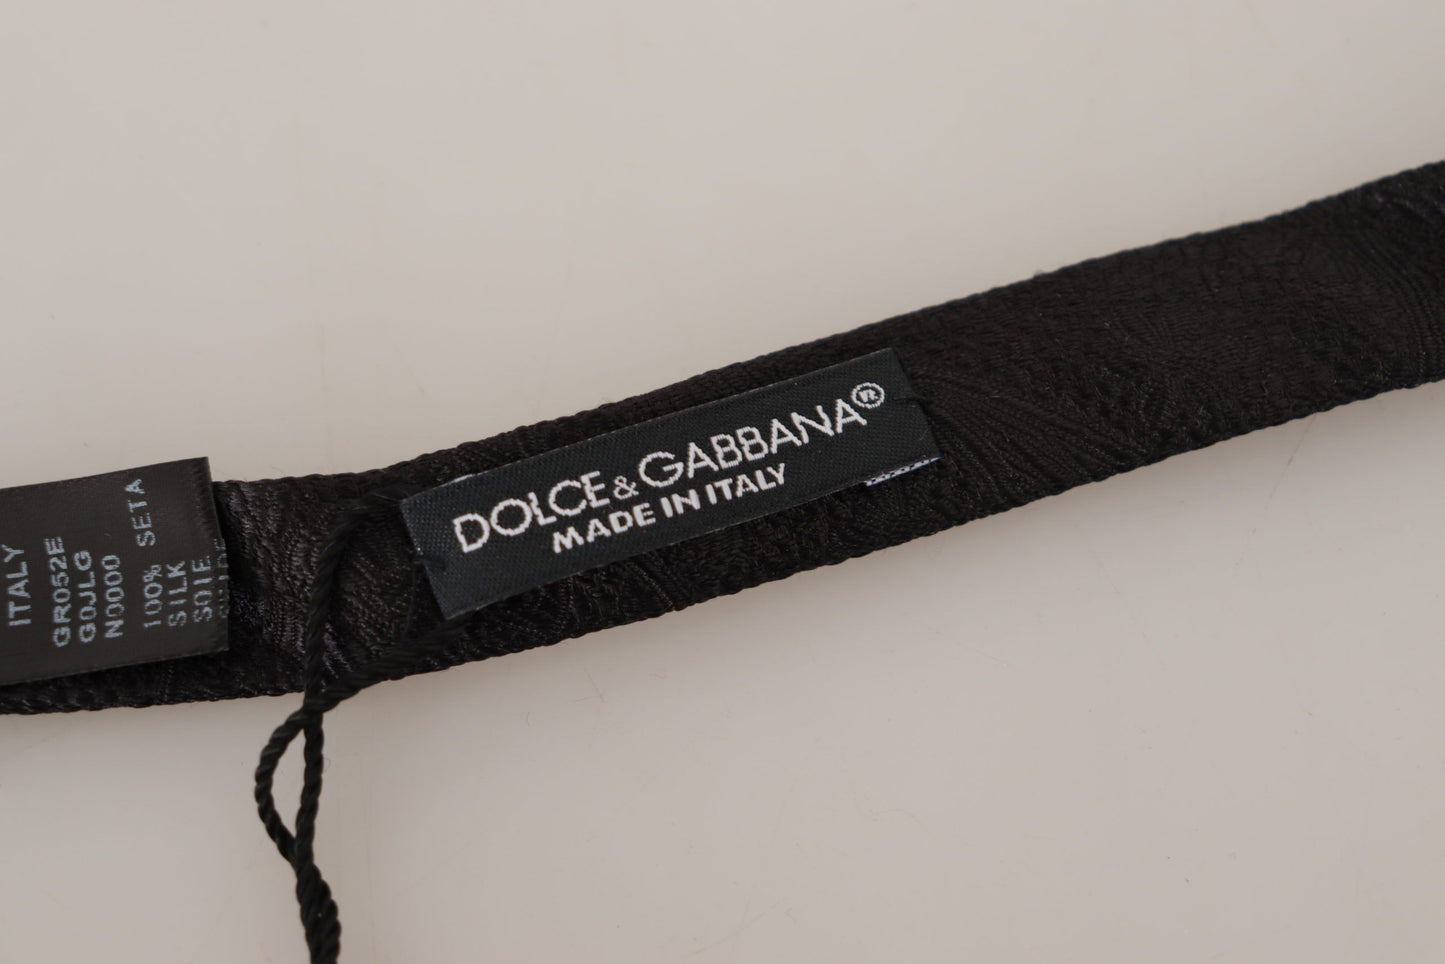 DOLCE&GABBANA®
MADE IN ITALY
ITALY
GR052E
G0JLG
N0000
100% SETA
SILK
SOIE